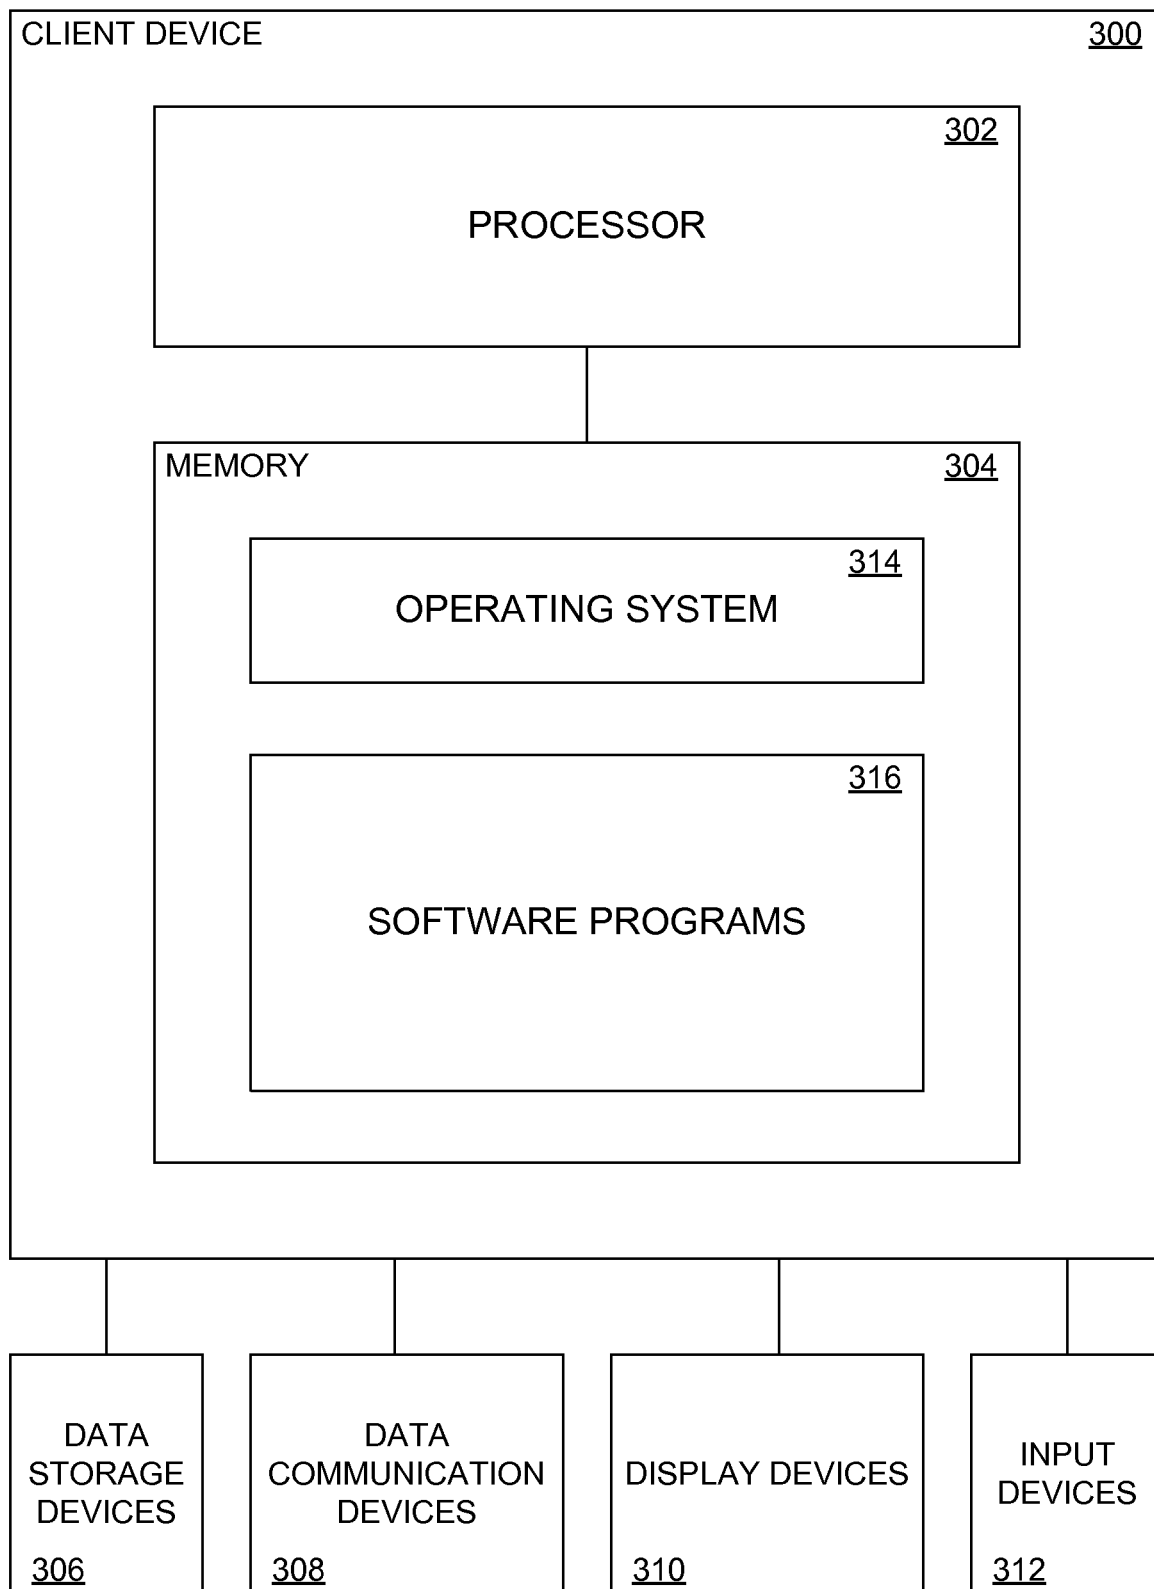 CLIENT DEVICE 300
302
PROCESSOR
MEMORY 304
314
OPERATING SYSTEM
316
SOFTWARE PROGRAMS
DATA
STORAGE
DEVICES
306
DATA
COMMUNICATION
DEVICES
308
DISPLAY DEVICES
310
INPUT
DEVICES
312